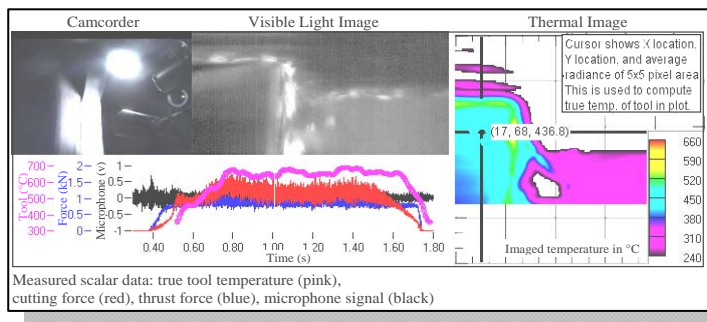 Camcorder
Visible Light Image
Thermal Image
Cursor shows X location,
Y location, and average
radiance of 5x5 pixel area
This is used to compute
true temp. of tool in plot.
(17, 68, 436.8)
660
590
520
450
380
310
240
Imaged temperature in °C
Tool (°C)
700
600
500
400
300
Force (kN)
2
1.5
1
0.5
0
Microphone (v)
1
0.5
0
-0.5
-1
0.40
0.60
0.80
1.00
1.20
1.40
1.60
1.80
Time (s)
Measured scalar data: true tool temperature (pink),
cutting force (red), thrust force (blue), microphone signal (black)